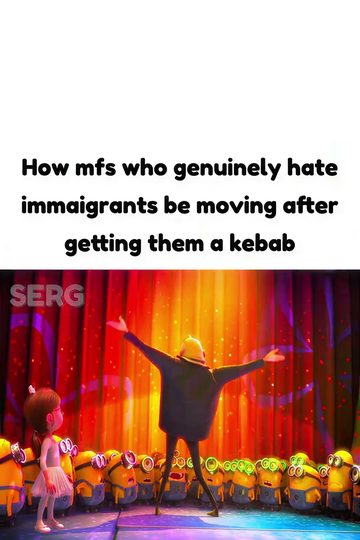 How mfs who genuinely hate
immaigrants be moving after
getting them a kebab
SERG